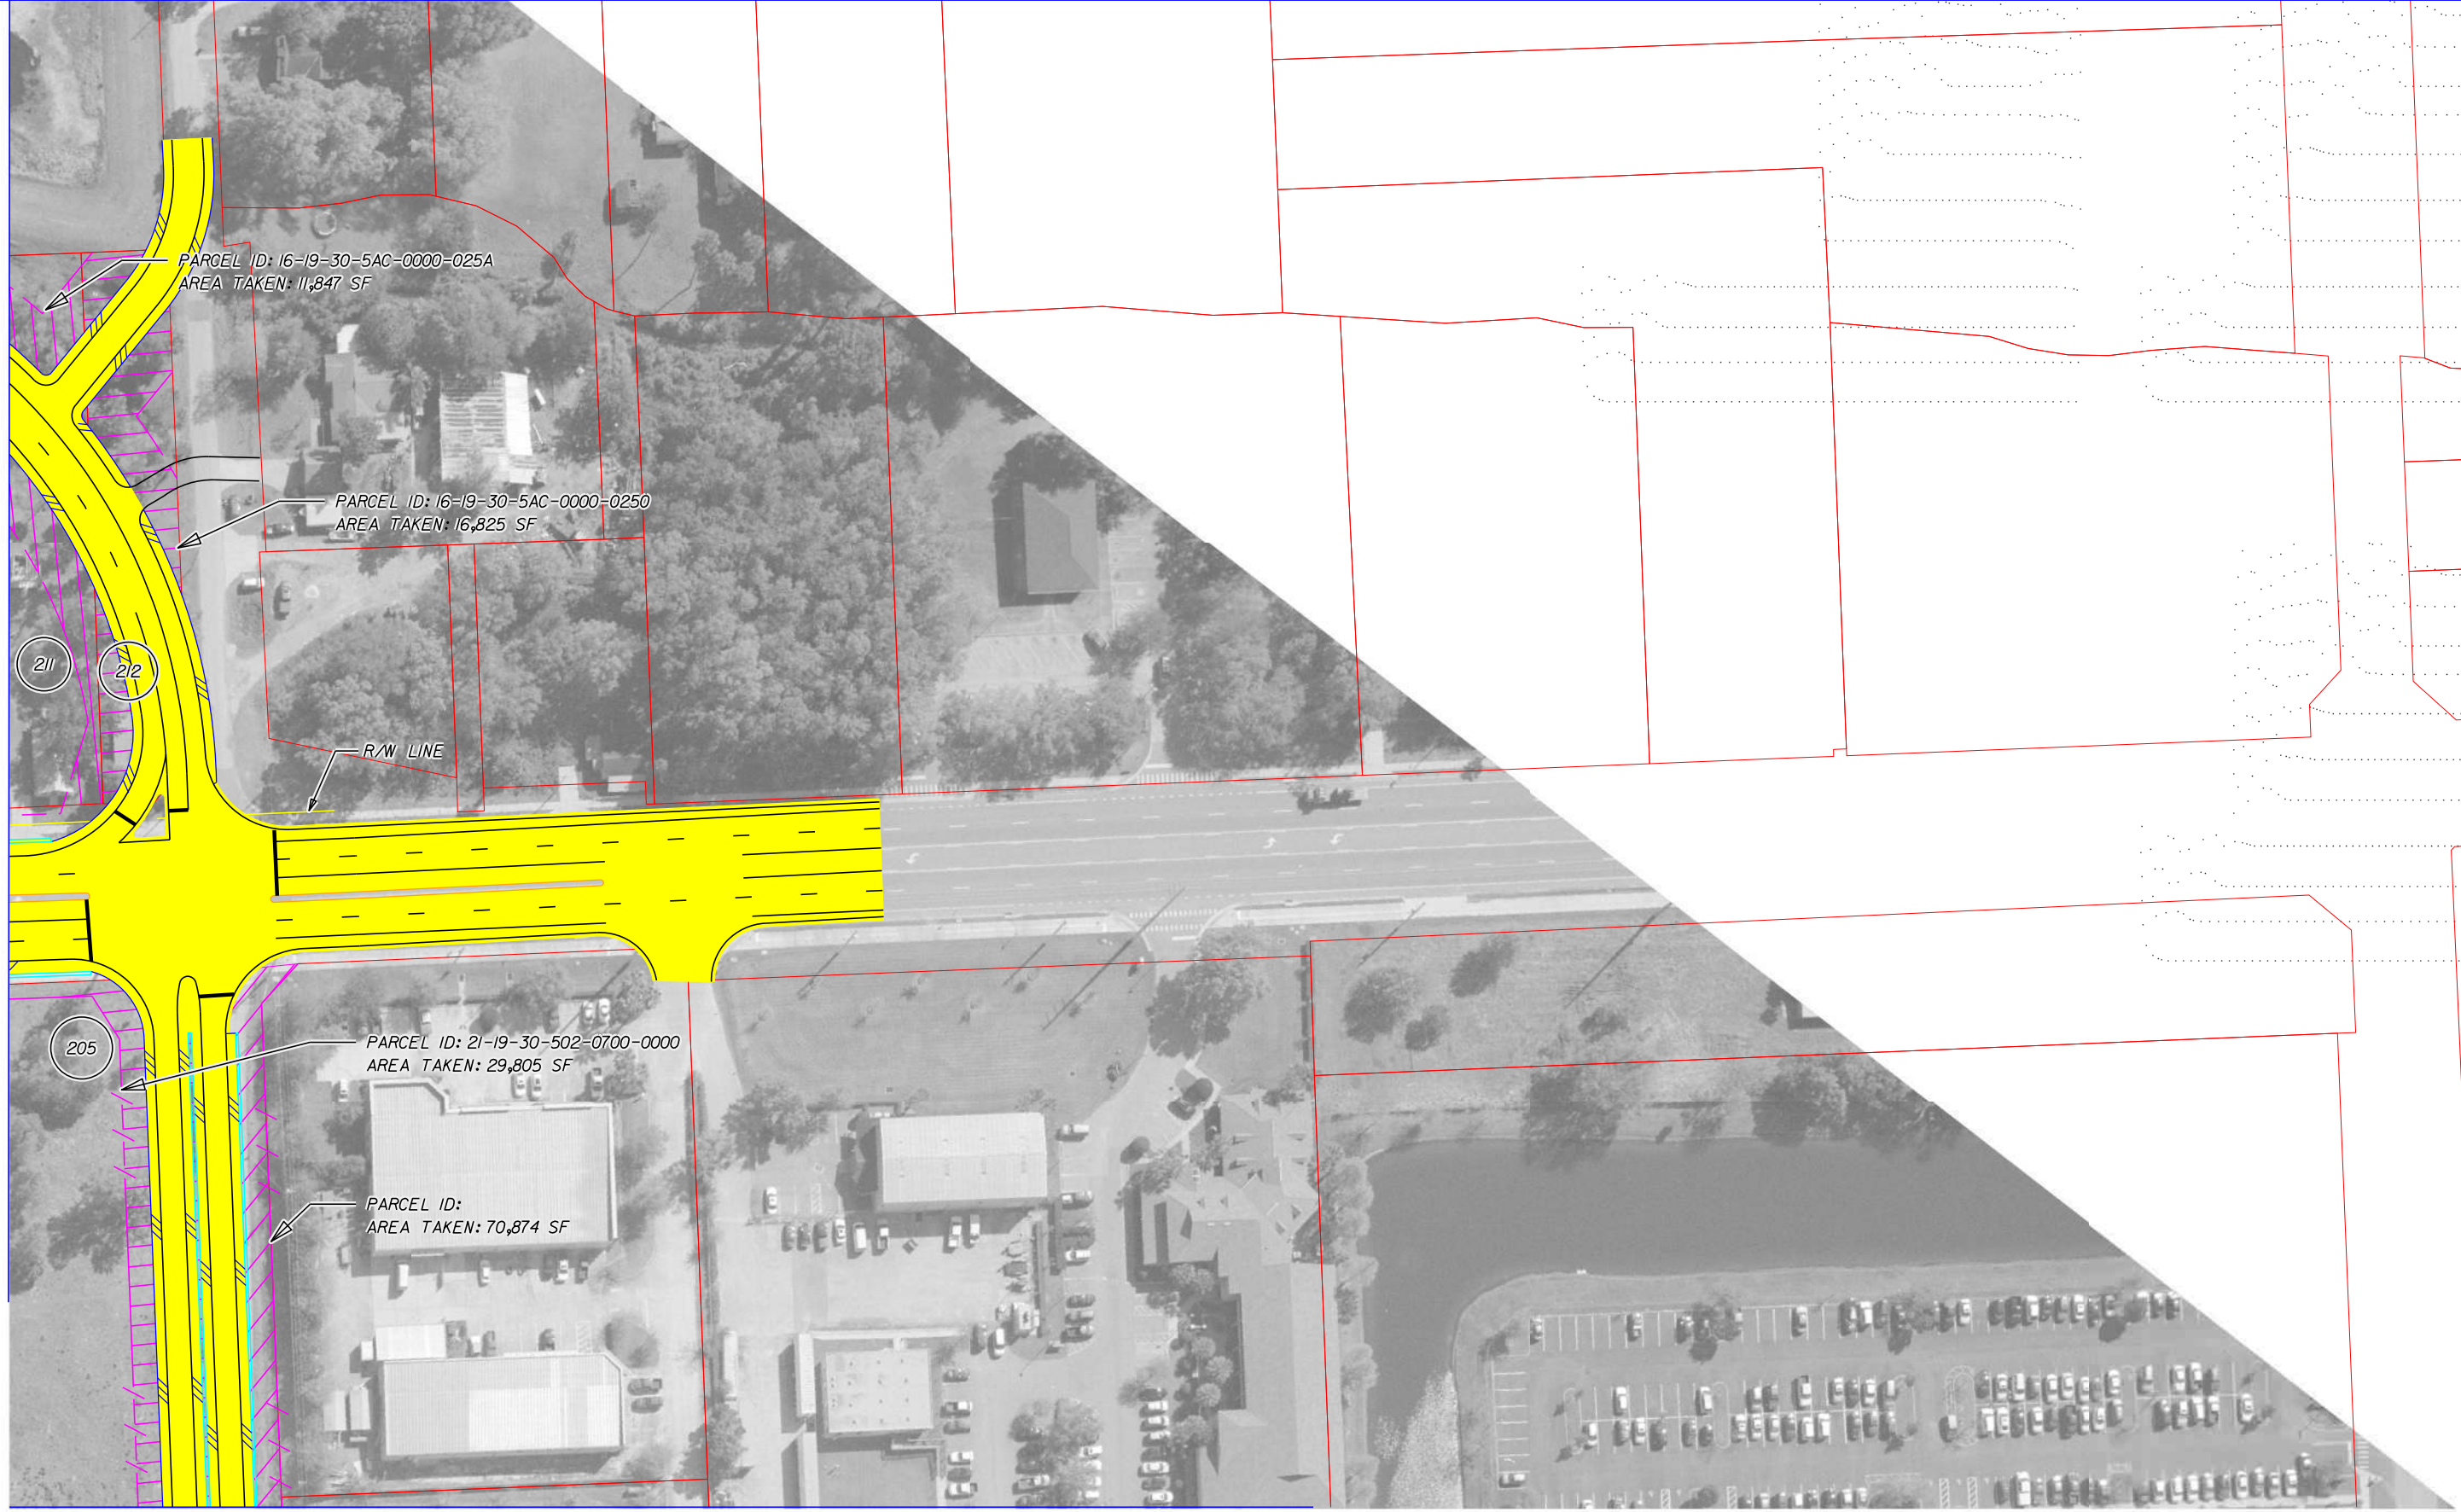 PARCEL ID: 16-19-30-5AC-0000-025A
AREA TAKEN: 11,847 SF
PARCEL ID: 16-19-30-5AC-0000-0250
AREA TAKEN: 16,825 SF
211
212
R/W LINE
205
PARCEL ID: 21-19-30-502-0700-0000
AREA TAKEN: 29,805 SF
PARCEL ID:
AREA TAKEN: 70,874 SF